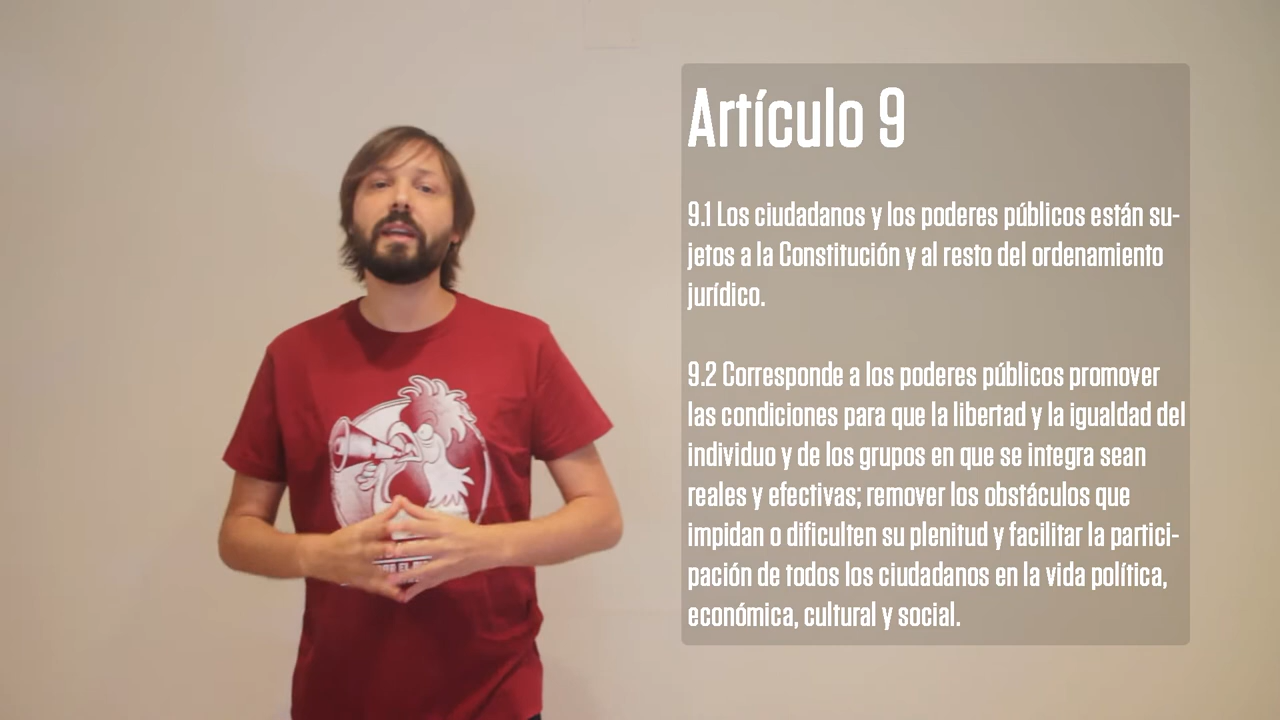 Artículo 9
9.1 Los ciudadanos y los poderes públicos están su-
jetos a la Constitución y al resto del ordenamiento
jurídico.
9.2 Corresponde a los poderes públicos promover
las condiciones para que la libertad y la igualdad del
individuo y de los grupos en que se integra sean
reales y efectivas; remover los obstáculos que
impidan o dificulten su plenitud y facilitar la partici-
pación de todos los ciudadanos en la vida política,
económica, cultural y social.
EL